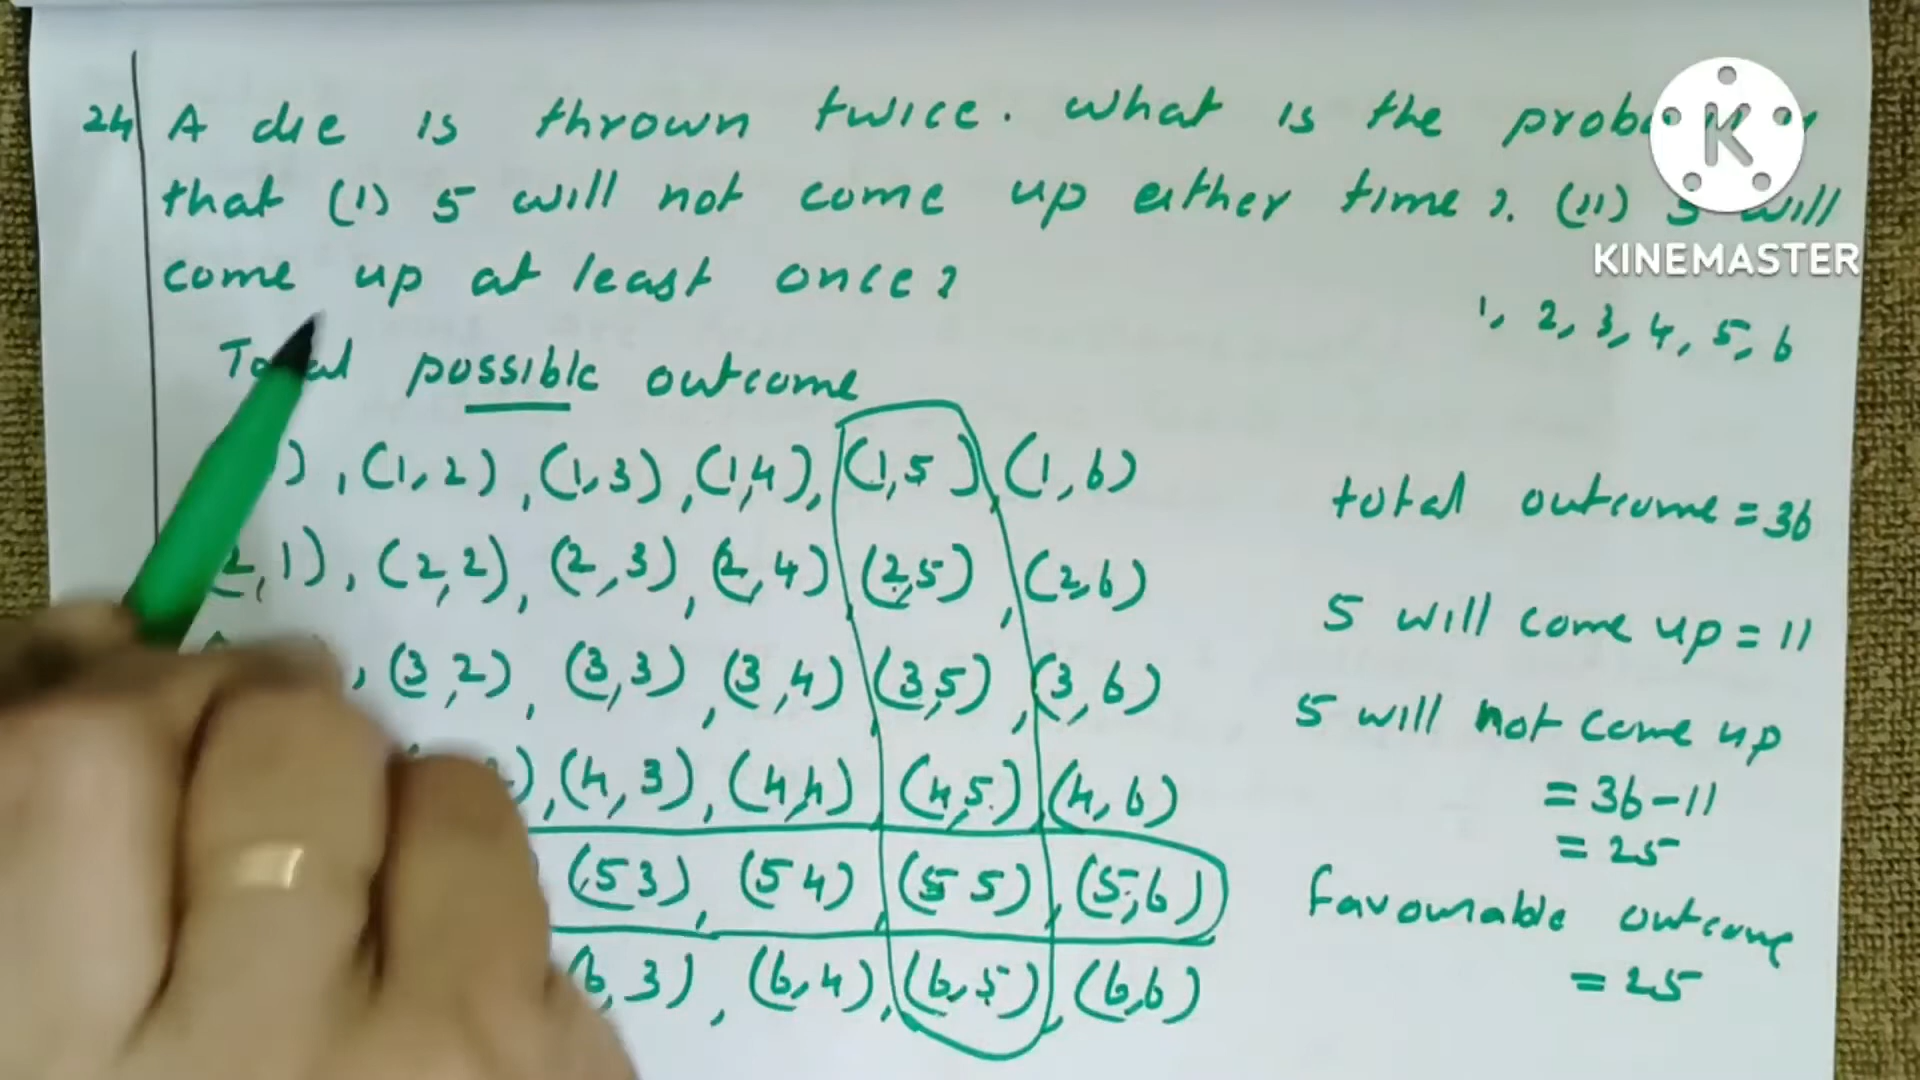 24 A die is thrown twice. What is the
that (i) 5 will not come up either time?. (ii) 5 will
KINEMASTER
come up at least once?
1, 2, 3, 4, 5, 6
Total possible outcome
), (1,2), (1,3), (1,4), (1,5), (1,6)
total outcome = 36
2,1), (2,2), (2,3), (2,4) (2,5), (2,6)
5 will come up = 11
, (3,2), (3,3), (3,4) (3,5), (3,6)
5 will not come up
), (4,3), (4,4), (4,5), (4,6)
= 36-11
= 25
(5 3), (5 4), (5 5), (5,6)
favourable outcome
= 25
6,3), (6,4), (6,5), (6,6)